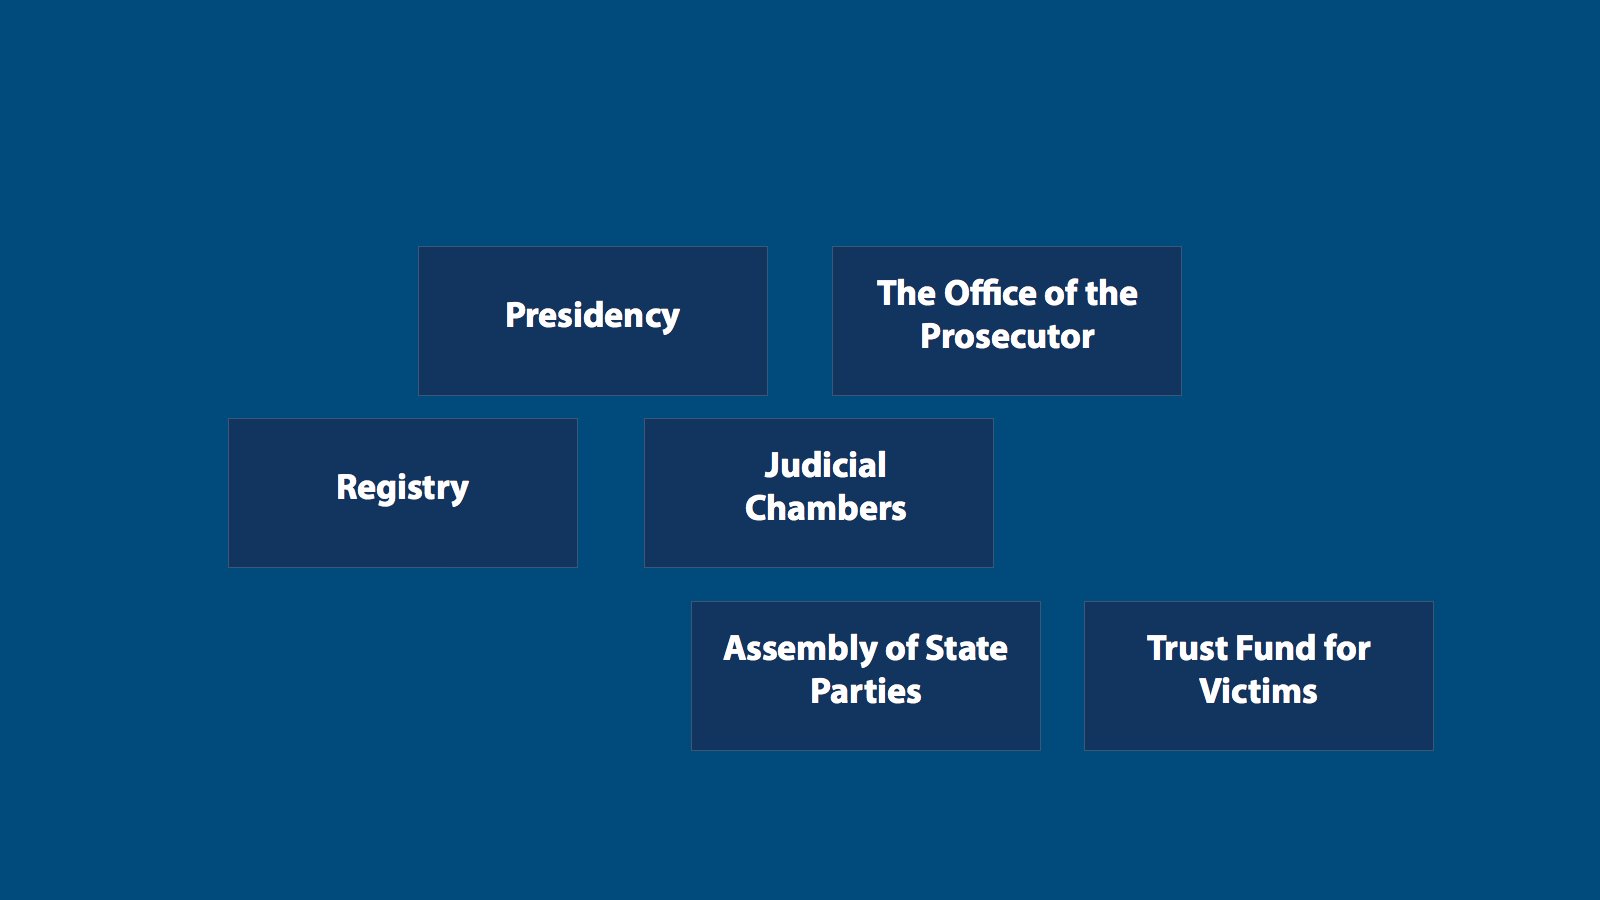 Presidency
The Office of the
Prosecutor
Registry
Judicial
Chambers
Assembly of State
Parties
Trust Fund for
Victims